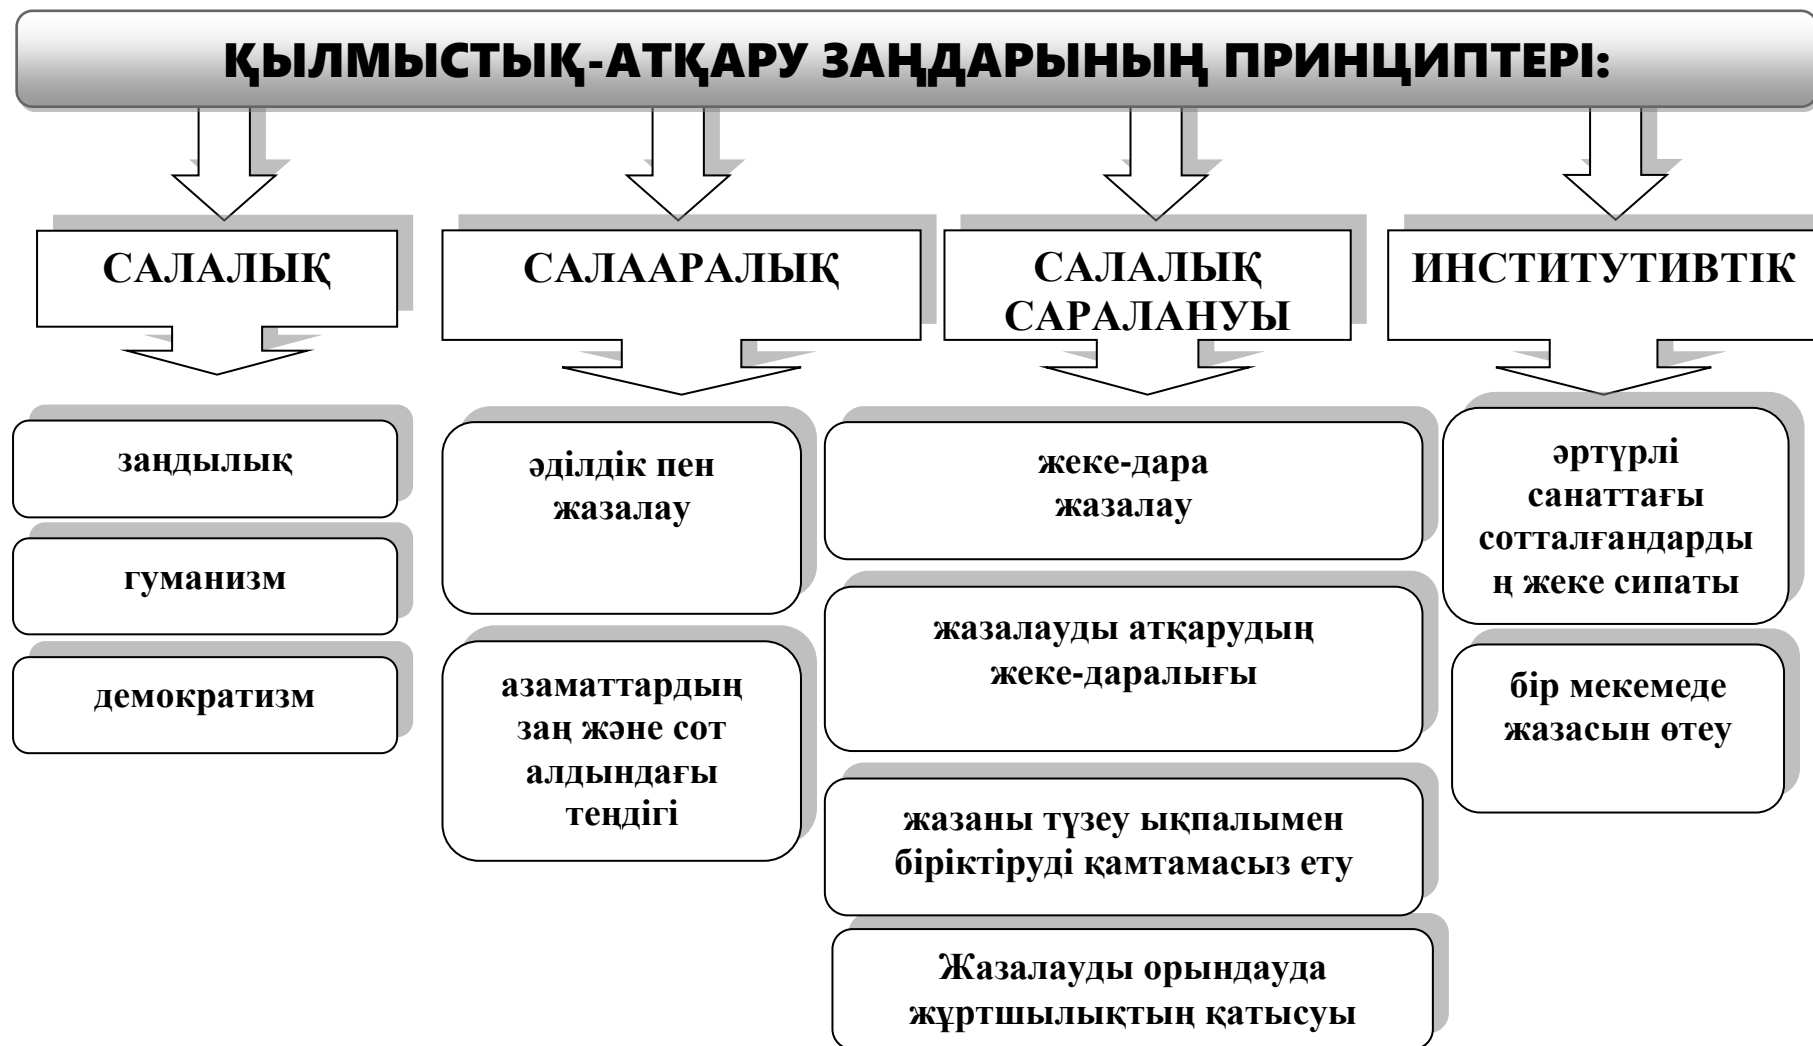 ҚЫЛМЫСТЫҚ-АТҚАРУ ЗАҢДАРЫНЫҢ ПРИНЦИПТЕРІ:
САЛАЛЫҚ
заңдылық
гуманизм
демократизм
САЛААРАЛЫҚ
әділдік пен
жазалау
азаматтардың
заң және сот
алдындағы
теңдігі
САЛАЛЫҚ
САРАЛАНУЫ
жеке-дара
жазалау
жазалауды атқарудың
жеке-даралығы
жазаны түзеу ықпалымен
біріктіруді қамтамасыз ету
Жазалауды орындауда
жұртшылықтың қатысуы
ИНСТИТУТИВТІК
әртүрлі
санаттағы
сотталғандарды
ң жеке сипаты
бір мекемеде
жазасын өтеу